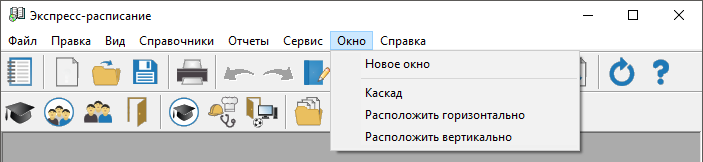 Экспресс-расписание
Файл Правка Вид Справочники Отчеты Сервис Окно Справка
Новое окно
Каскад
Расположить горизонтально
Расположить вертикально